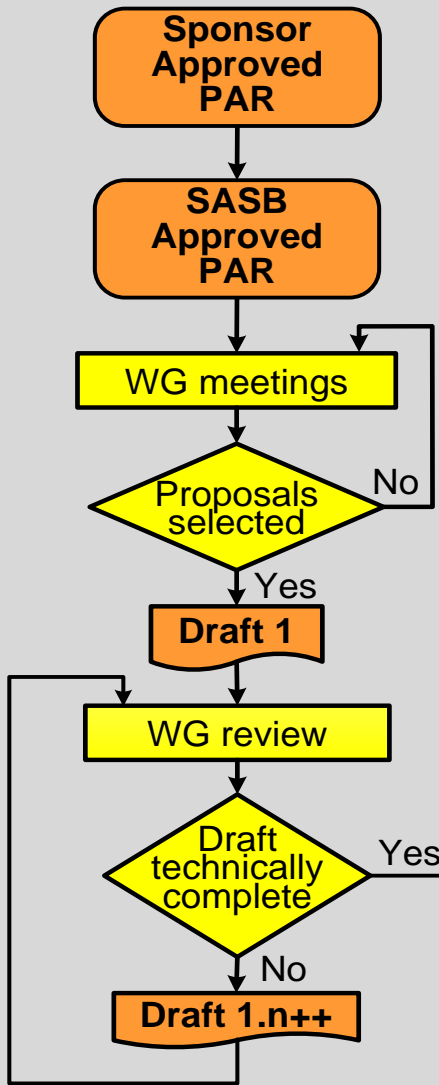 Sponsor
Approved
PAR
SASB
Approved
PAR
WG meetings
Proposals
selected
No
Yes
Draft 1
WG review
Draft
technically
complete
Yes
No
Draft 1.n++